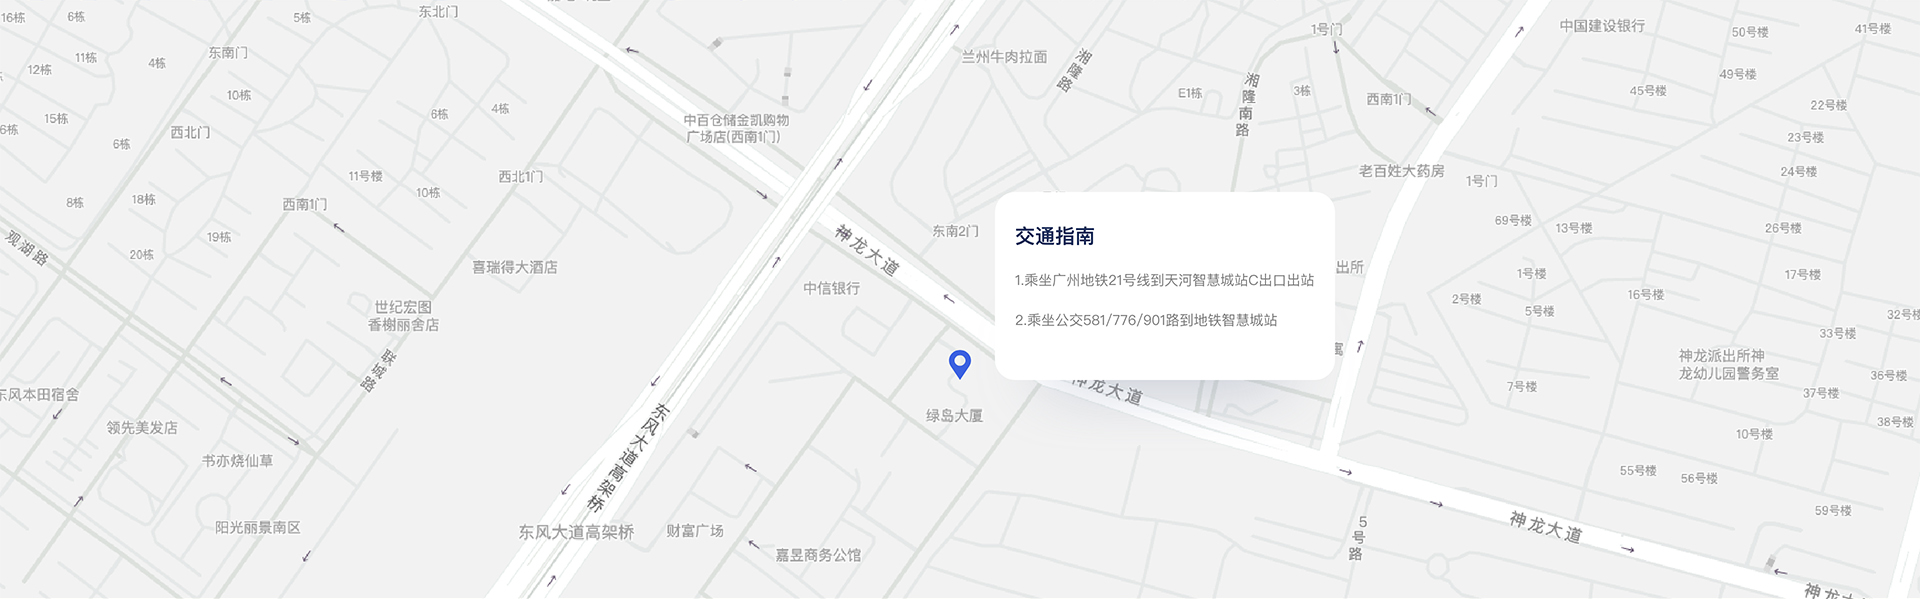 16栋
6栋
5栋
东北门
11栋
东南门
4栋
12栋
10栋
15栋
6栋
4栋
6栋
西北门
6栋
11号楼
10栋
西北1门
8栋
18栋
西南1门
19栋
20栋
观湖路
喜瑞得大酒店
世纪宏图
香榭丽舍店
联城路
东风本田宿舍
领先美发店
书亦烧仙草
阳光丽景南区
中百仓储金凯购物
广场店(西南1门)
兰州牛肉拉面
湘隆路
湘隆南路
E1栋
3栋
1号门
西南1门
老百姓大药房
1号门
中国建设银行
50号楼
41号楼
49号楼
45号楼
22号楼
23号楼
24号楼
69号楼
13号楼
26号楼
17号楼
1号楼
2号楼
5号楼
16号楼
33号楼
神龙派出所神
龙幼儿园警务室
36号楼
37号楼
7号楼
38号楼
10号楼
55号楼
56号楼
59号楼
东南2门
神龙大道
中信银行
交通指南
1.乘坐广州地铁21号线到天河智慧城站C出口出站
2.乘坐公交581/776/901路到地铁智慧城站
出所
寓
神龙大道
绿岛大厦
东风大道高架桥
东风大道高架桥
财富广场
嘉昱商务公馆
5号路
神龙大道
神龙大